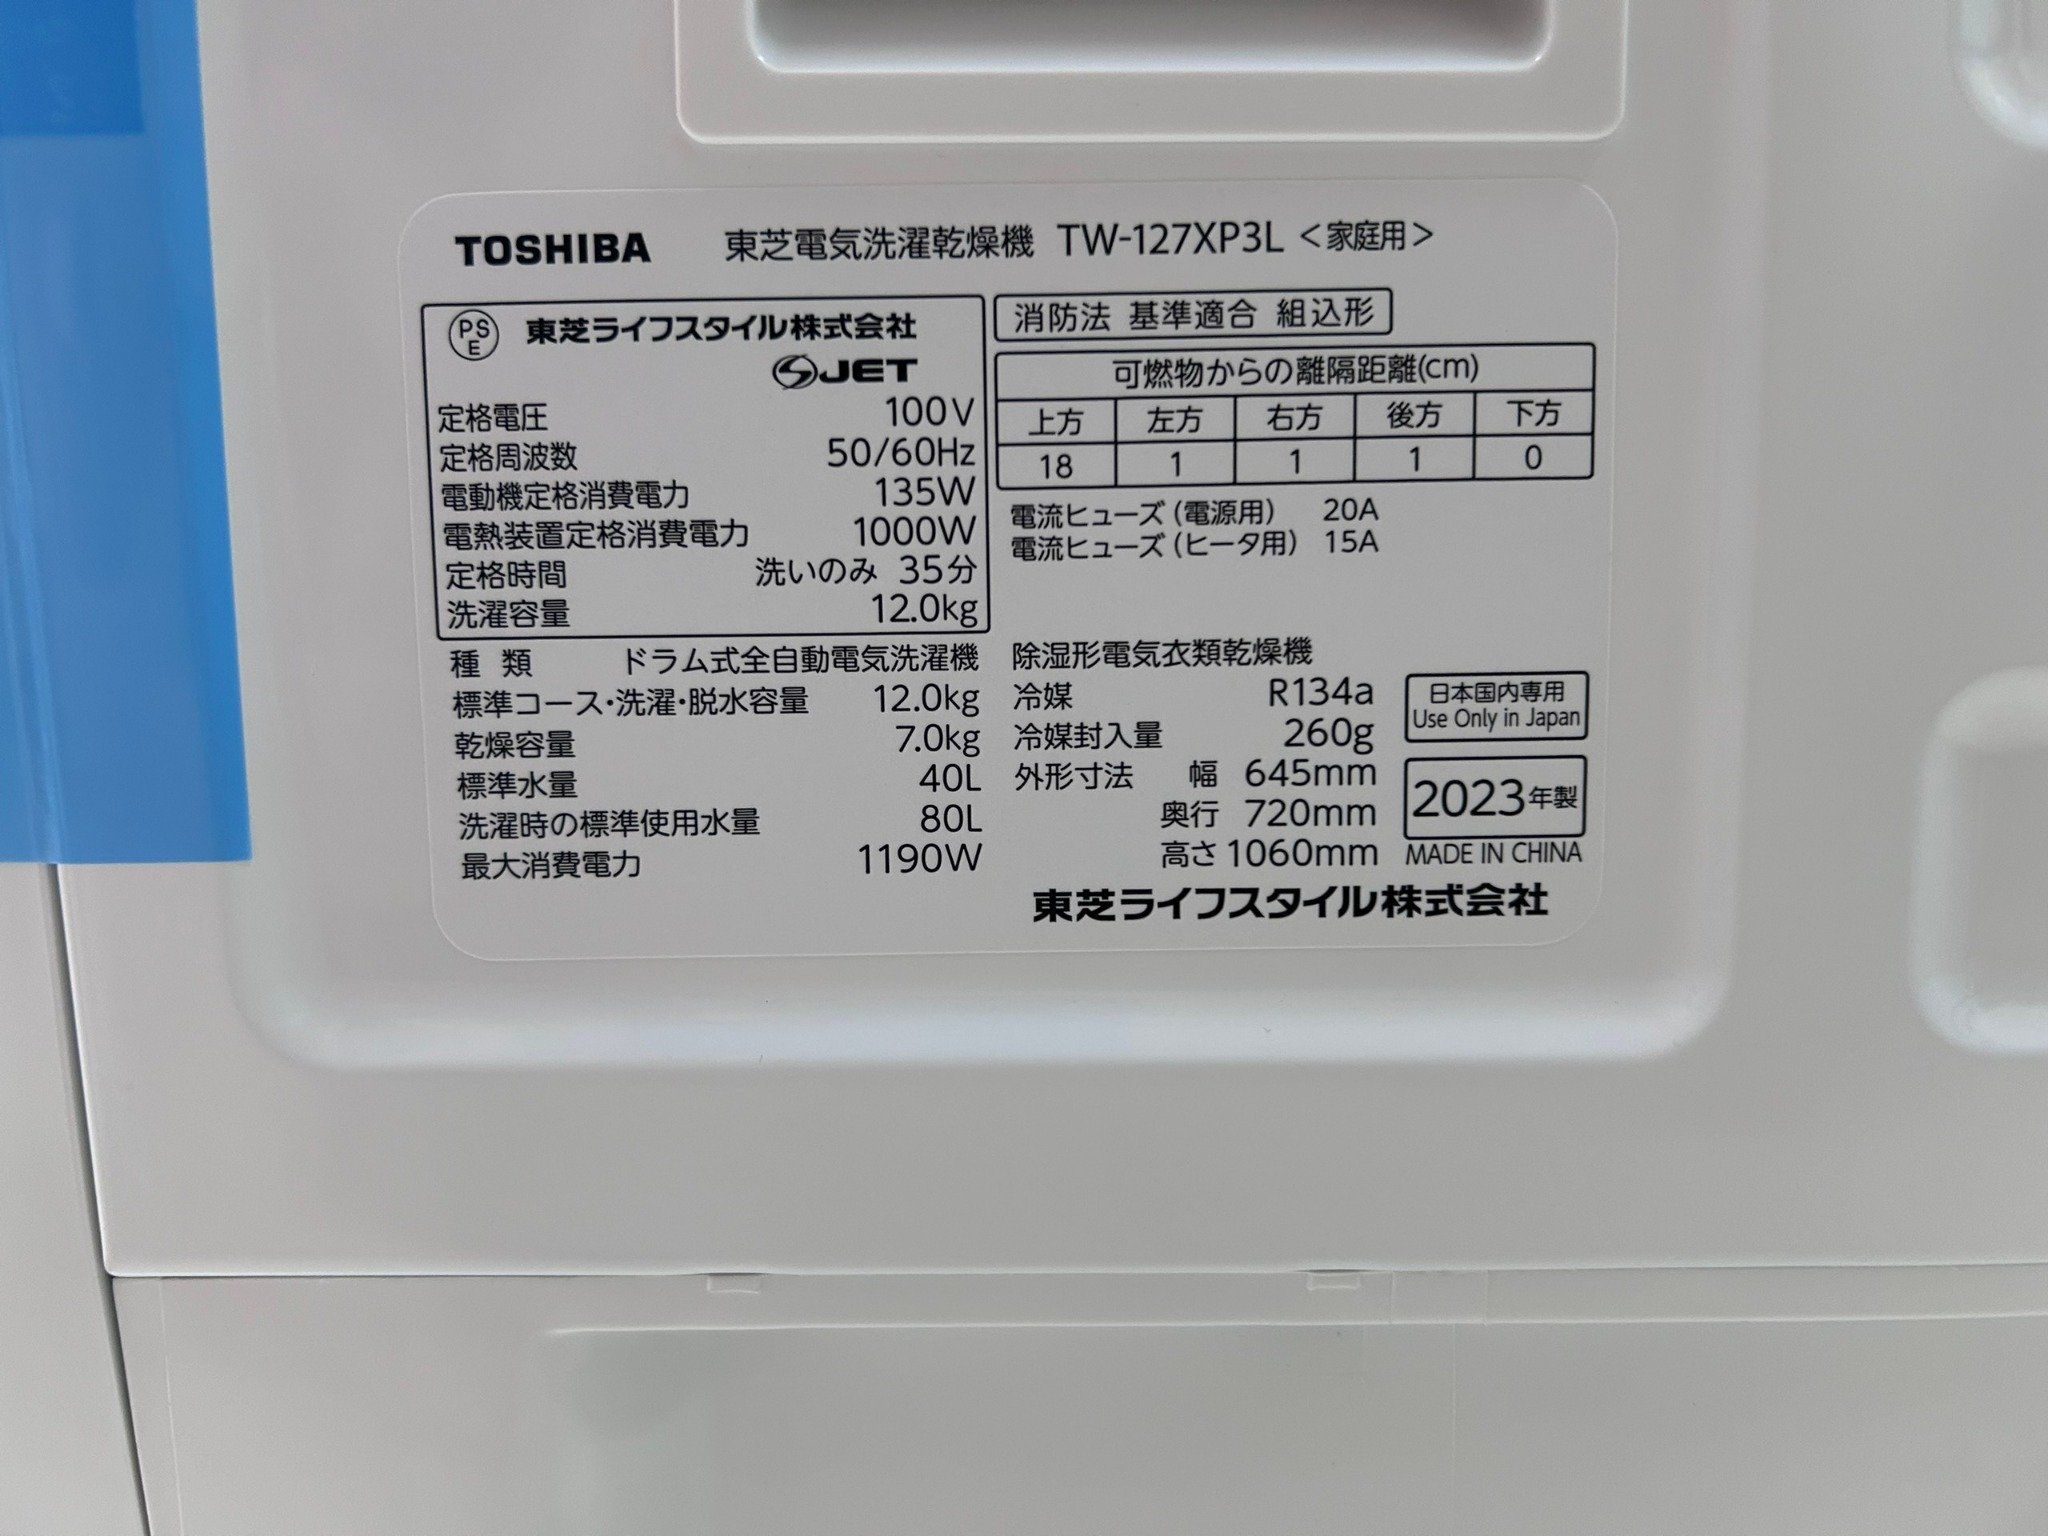 TOSHIBA 東芝電気洗濯乾燥機 TW-127XP3L <家庭用>
PS
E
東芝ライフスタイル株式会社
S JET
定格電圧 100V
定格周波数 50/60Hz
電動機定格消費電力 135W
電熱装置定格消費電力 1000W
定格時間 洗いのみ 35分
洗濯容量 12.0kg
種 類 ドラム式全自動電気洗濯機
標準コース・洗濯・脱水容量 12.0kg
乾燥容量 7.0kg
標準水量 40L
洗濯時の標準使用水量 80L
最大消費電力 1190W
消防法 基準適合 組込形
可燃物からの離隔距離(cm)
上方 左方 右方 後方 下方
18 1 1 1 0
電流ヒューズ(電源用) 20A
電流ヒューズ(ヒータ用) 15A
除湿形電気衣類乾燥機
冷媒 R134a
冷媒封入量 260g
外形寸法 幅 645mm
奥行 720mm
高さ 1060mm
日本国内専用
Use Only in Japan
2023年製
MADE IN CHINA
東芝ライフスタイル株式会社